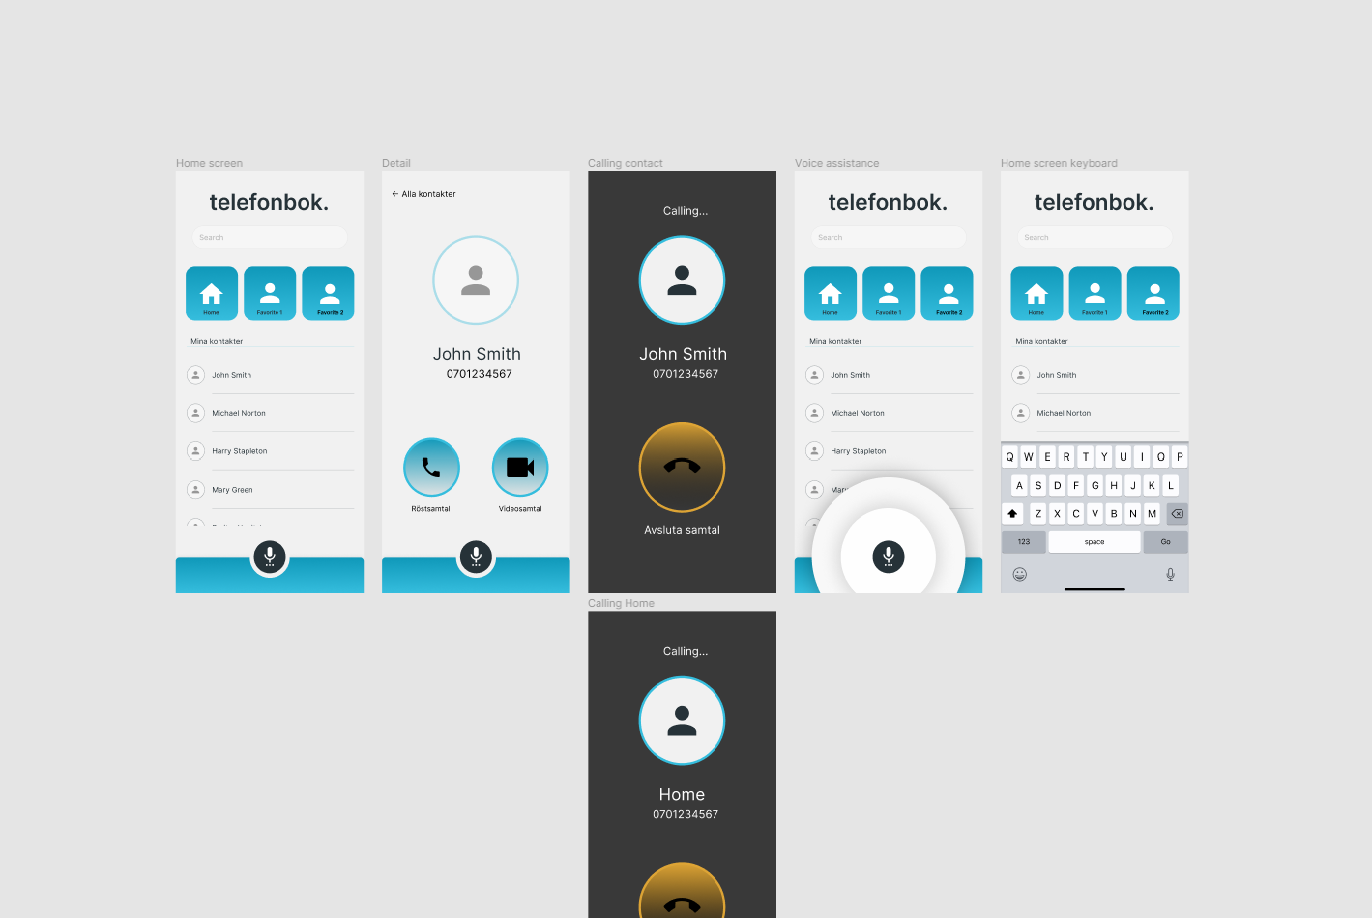 Home screen
telefonbok.
Search
Home
Favorite 1
Favorite 2
Mina kontakter
John Smith
Michael Norton
Harry Stapleton
Mary Green
Detail
← Alla kontakter
John Smith
0701234567
Röstsamtal
Videosamtal
Calling contact
Calling...
John Smith
0701234567
Avsluta samtal
Voice assistance
telefonbok.
Search
Home
Favorite 1
Favorite 2
Mina kontakter
John Smith
Michael Norton
Harry Stapleton
Mary
Home screen keyboard
telefonbok.
Search
Home
Favorite 1
Favorite 2
Mina kontakter
John Smith
Michael Norton
Q W E R T Y U I O P
A S D F G H J K L
Z X C V B N M
123 space Go
Calling Home
Calling...
Home
0701234567